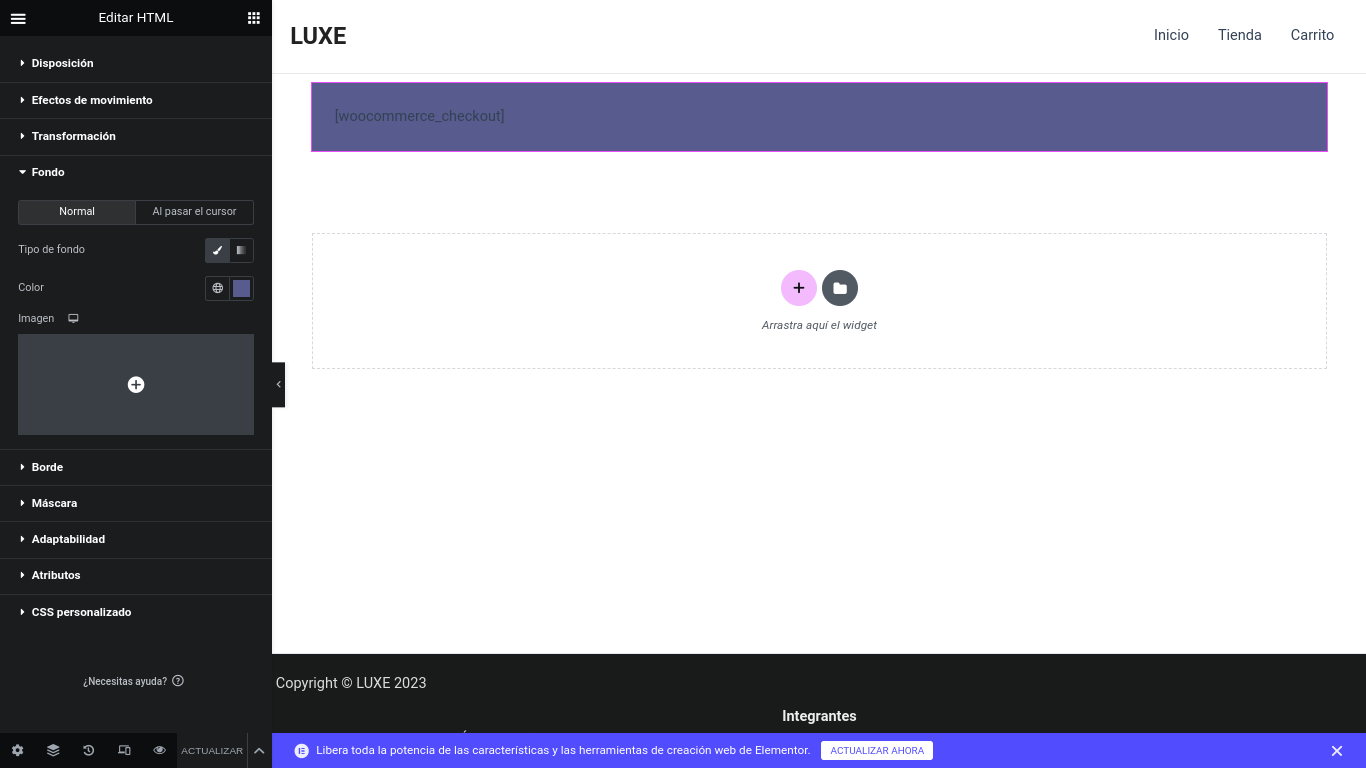 Editar HTML
Disposición
Efectos de movimiento
Transformación
Fondo
Normal
Al pasar el cursor
Tipo de fondo
Color
Imagen
Borde
Máscara
Adaptabilidad
Atributos
CSS personalizado
¿Necesitas ayuda?
ACTUALIZAR
LUXE
Inicio
Tienda
Carrito
[woocommerce_checkout]
Arrastra aquí el widget
Copyright © LUXE 2023
Integrantes
Libera toda la potencia de las características y las herramientas de creación web de Elementor.
ACTUALIZAR AHORA